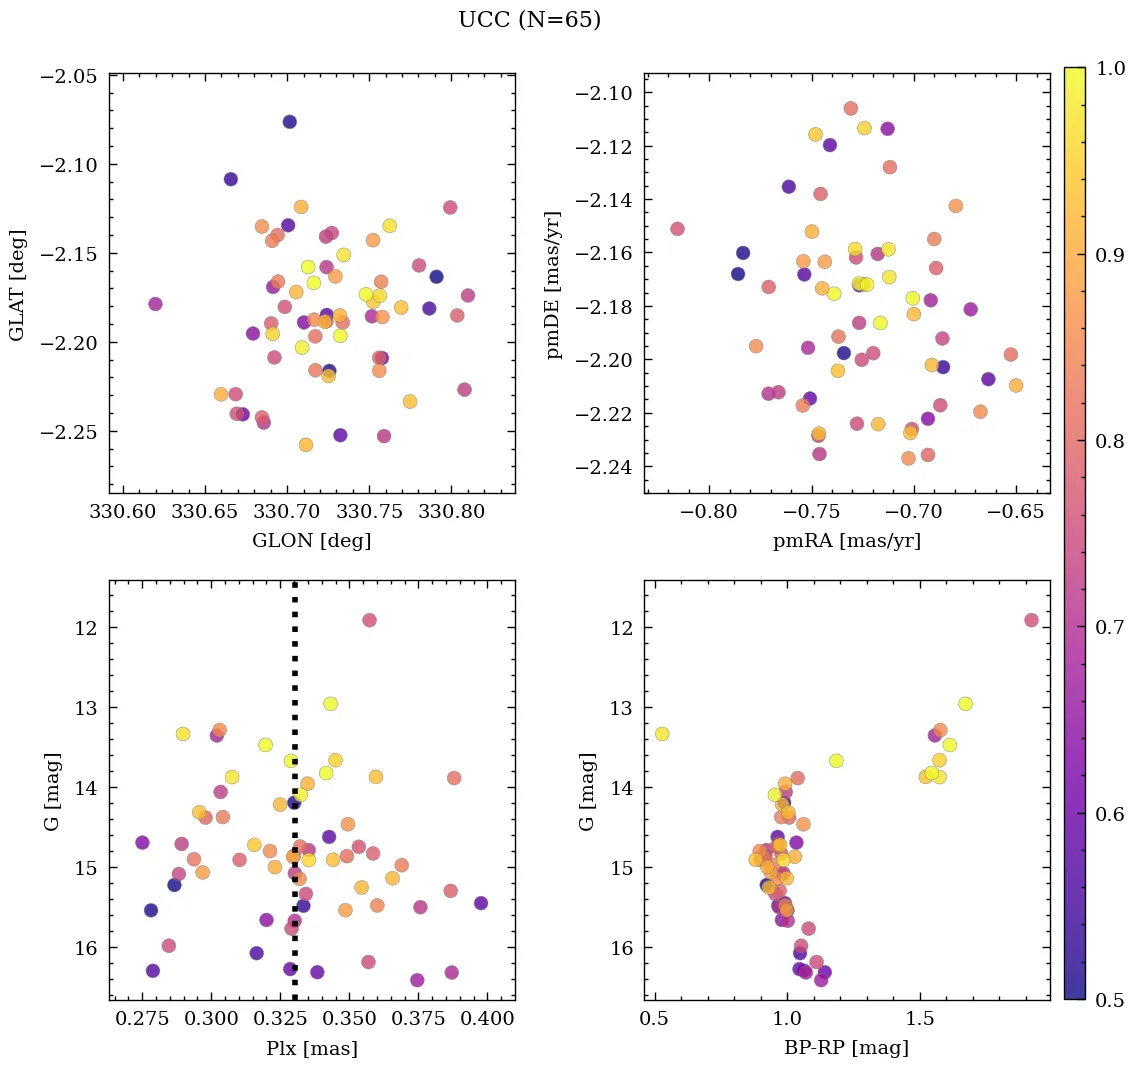 UCC (N=65)
−2.05
−2.10
−2.15
−2.20
−2.25
GLAT [deg]
330.60 330.65 330.70 330.75 330.80
GLON [deg]
−2.10
−2.12
−2.14
−2.16
−2.18
−2.20
−2.22
−2.24
pmDE [mas/yr]
−0.80 −0.75 −0.70 −0.65
pmRA [mas/yr]
12
13
14
15
16
G [mag]
0.275 0.300 0.325 0.350 0.375 0.400
Plx [mas]
12
13
14
15
16
G [mag]
0.5 1.0 1.5
BP-RP [mag]
1.0
0.9
0.8
0.7
0.6
0.5